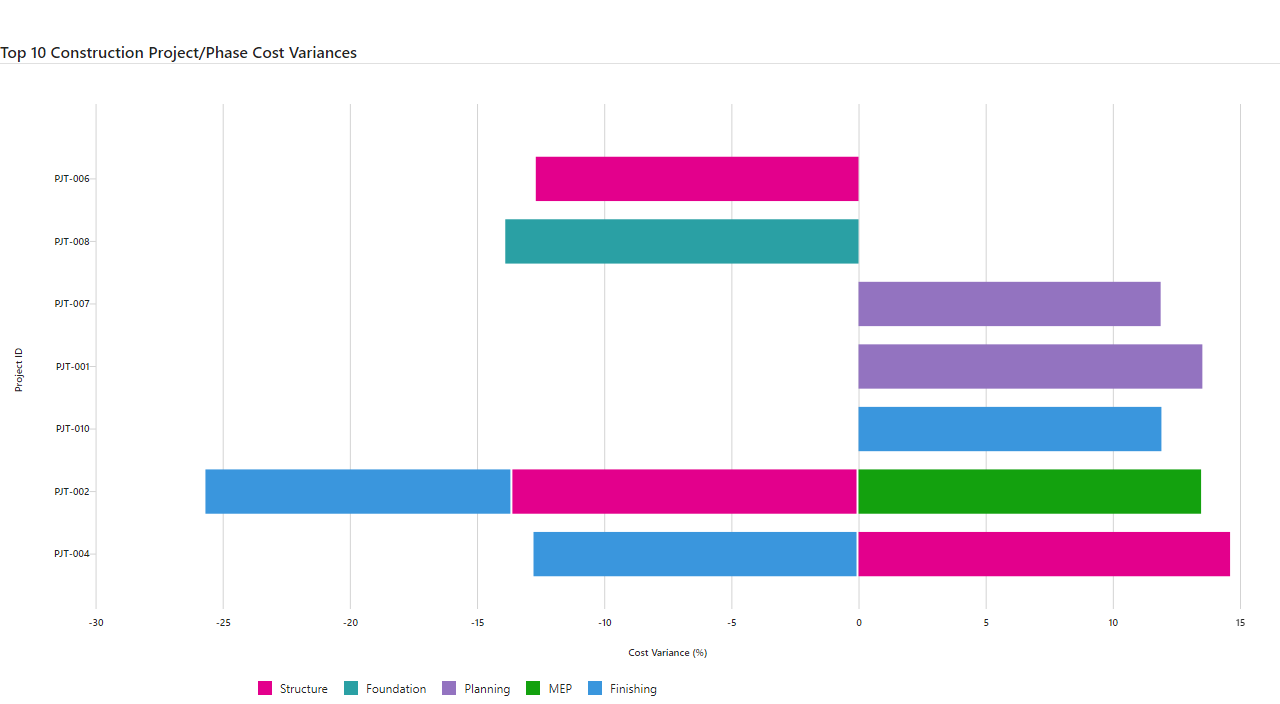 Top 10 Construction Project/Phase Cost Variances
Project ID
PJT-006
PJT-008
PJT-007
PJT-001
PJT-010
PJT-002
PJT-004
-30 -25 -20 -15 -10 -5 0 5 10 15
Cost Variance (%)
Structure Foundation Planning MEP Finishing